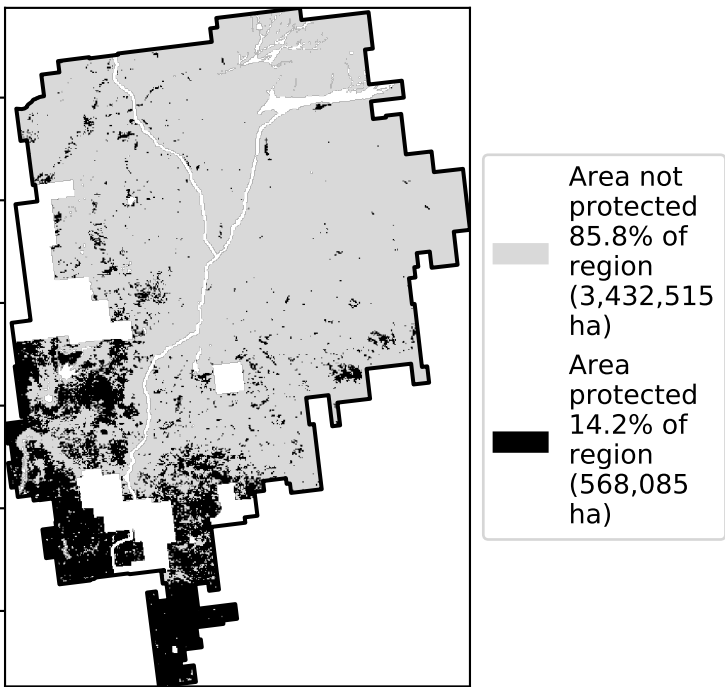 Area not
protected
85.8% of
region
(3,432,515
ha)
Area
protected
14.2% of
region
(568,085
ha)